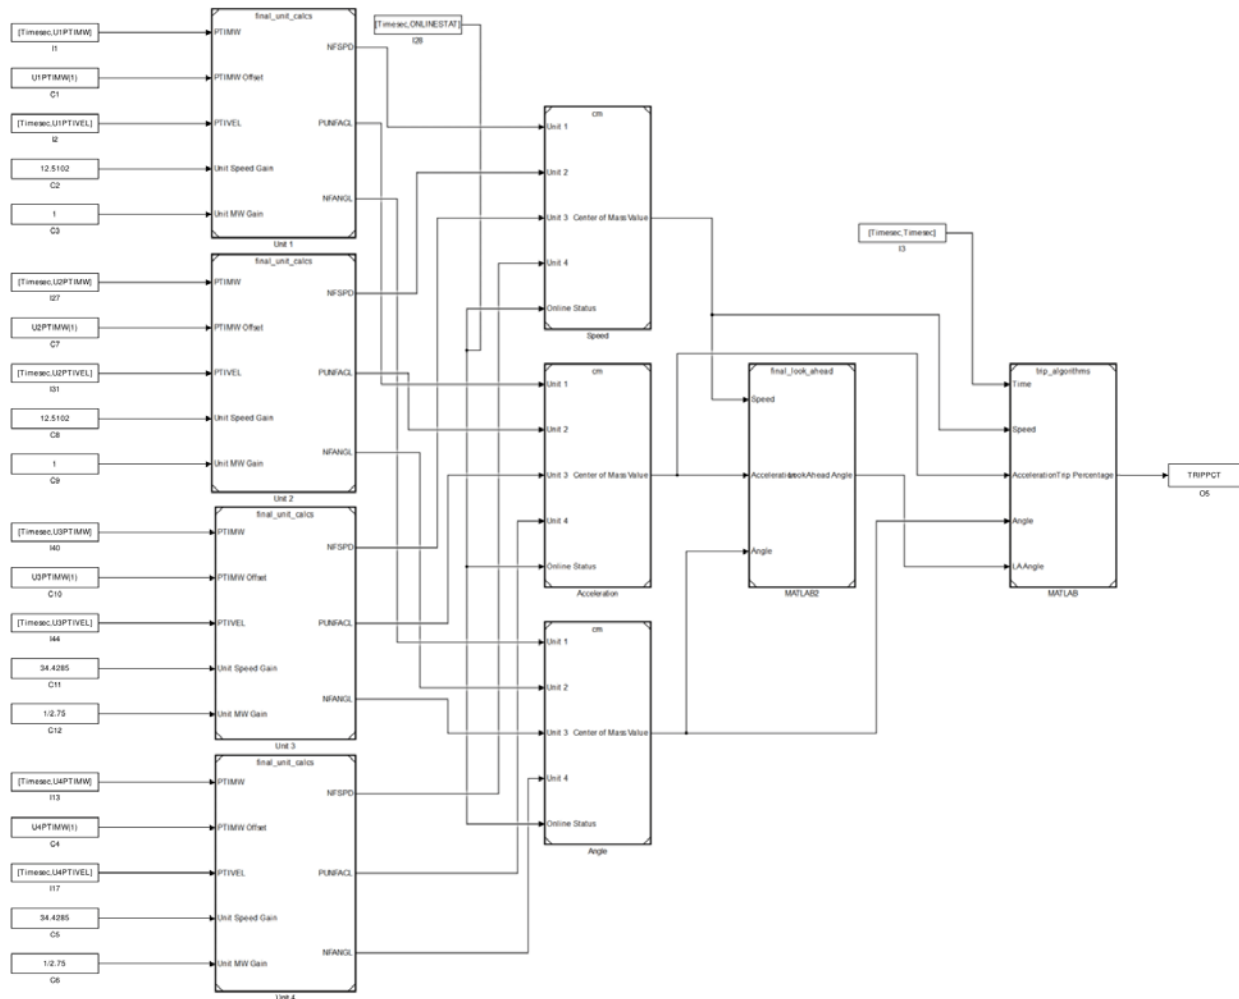 final_unit_calcs
[Timesec,U1PTIMW]
I1
U1PTIMW(1)
C1
[Timesec,U1PTIVEL]
I2
12.5102
C2
1
C3
PTIMW
PTIMW Offset
PTIVEL
Unit Speed Gain
Unit MW Gain
NFSPD
PUNFACL
NFANGL
Unit 1
[Timesec,ONLINESTAT]
I28
final_unit_calcs
[Timesec,U2PTIMW]
I27
U2PTIMW(1)
C7
[Timesec,U2PTIVEL]
I31
12.5102
C8
1
C9
PTIMW
PTIMW Offset
PTIVEL
Unit Speed Gain
Unit MW Gain
NFSPD
PUNFACL
NFANGL
Unit 2
final_unit_calcs
[Timesec,U3PTIMW]
I40
U3PTIMW(1)
C10
[Timesec,U3PTIVEL]
I44
34.4285
C11
1/2.75
C12
PTIMW
PTIMW Offset
PTIVEL
Unit Speed Gain
Unit MW Gain
NFSPD
PUNFACL
NFANGL
Unit 3
final_unit_calcs
[Timesec,U4PTIMW]
I13
U4PTIMW(1)
C4
[Timesec,U4PTIVEL]
I17
34.4285
C5
1/2.75
C6
PTIMW
PTIMW Offset
PTIVEL
Unit Speed Gain
Unit MW Gain
NFSPD
PUNFACL
NFANGL
Unit 4
cm
Unit 1
Unit 2
Unit 3 Center of Mass Value
Unit 4
Online Status
Speed
cm
Unit 1
Unit 2
Unit 3 Center of Mass Value
Unit 4
Online Status
Acceleration
cm
Unit 1
Unit 2
Unit 3 Center of Mass Value
Unit 4
Online Status
Angle
final_look_ahead
Speed
Acceleration LookAhead Angle
Angle
MATLAB2
[Timesec,Timesec]
I3
trip_algorithms
Time
Speed
Acceleration Trip Percentage
Angle
LA Angle
MATLAB
TRIPPCT
O5